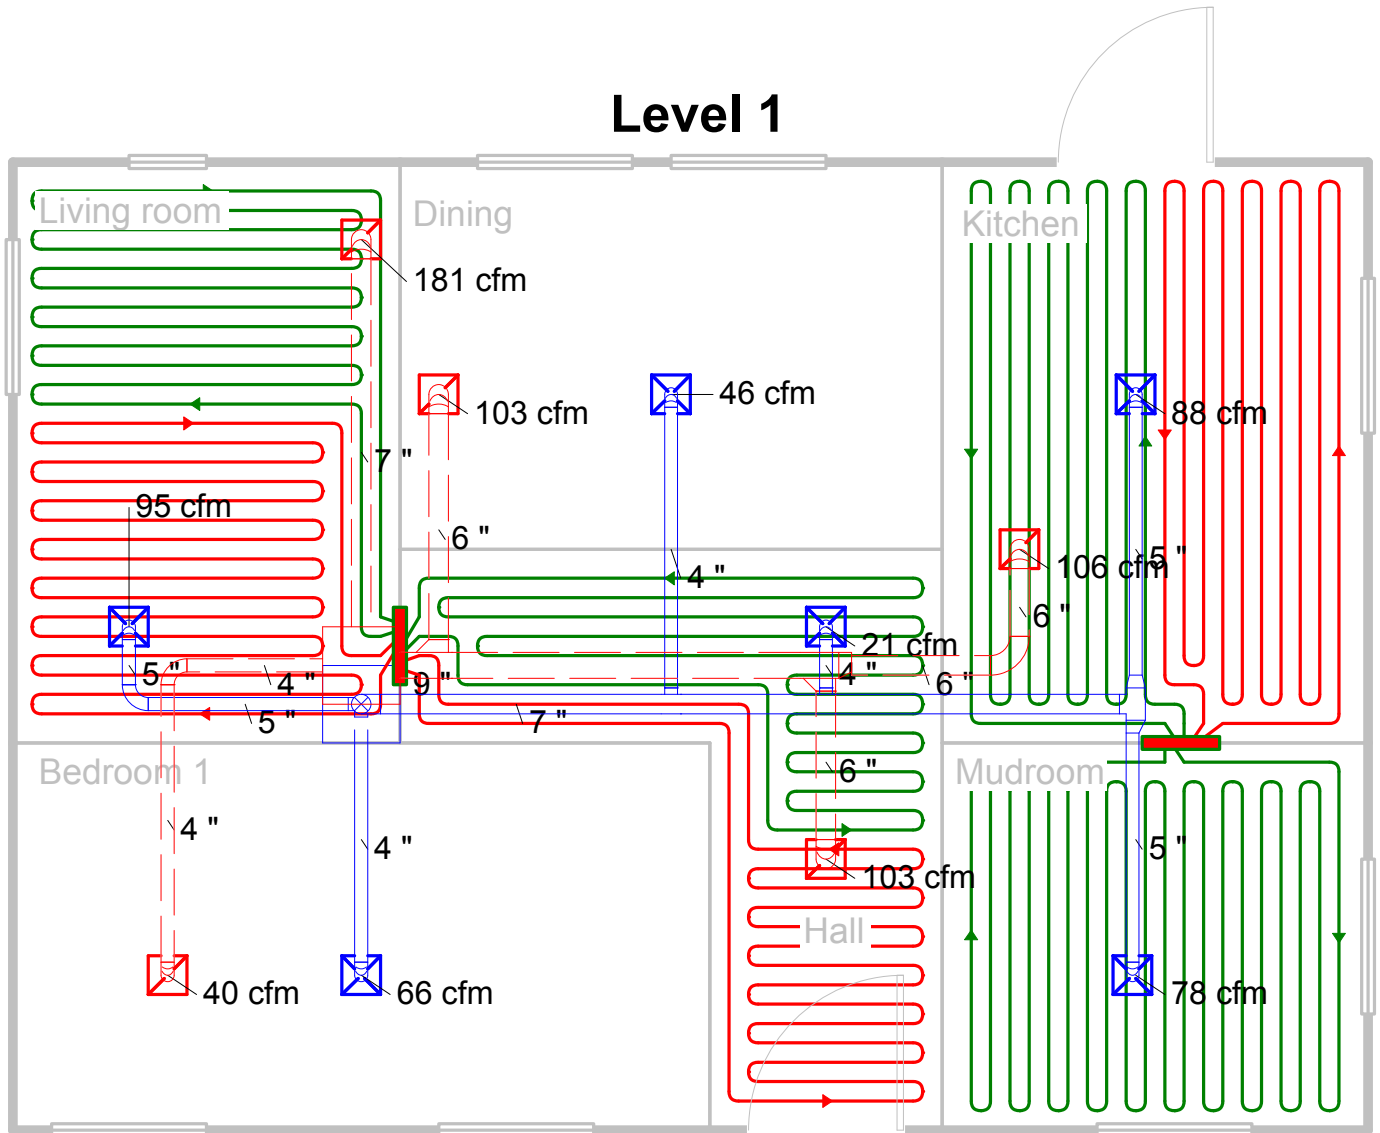 Level 1
Living room
Dining
Kitchen
181 cfm
46 cfm
88 cfm
103 cfm
7 "
95 cfm
6 "
5 "
106 cfm
4 "
6 "
21 cfm
5 "
4 "
9 "
4 "
6 "
5 "
7 "
Bedroom 1
6 "
Mudroom
4 "
4 "
5 "
103 cfm
Hall
40 cfm
66 cfm
78 cfm